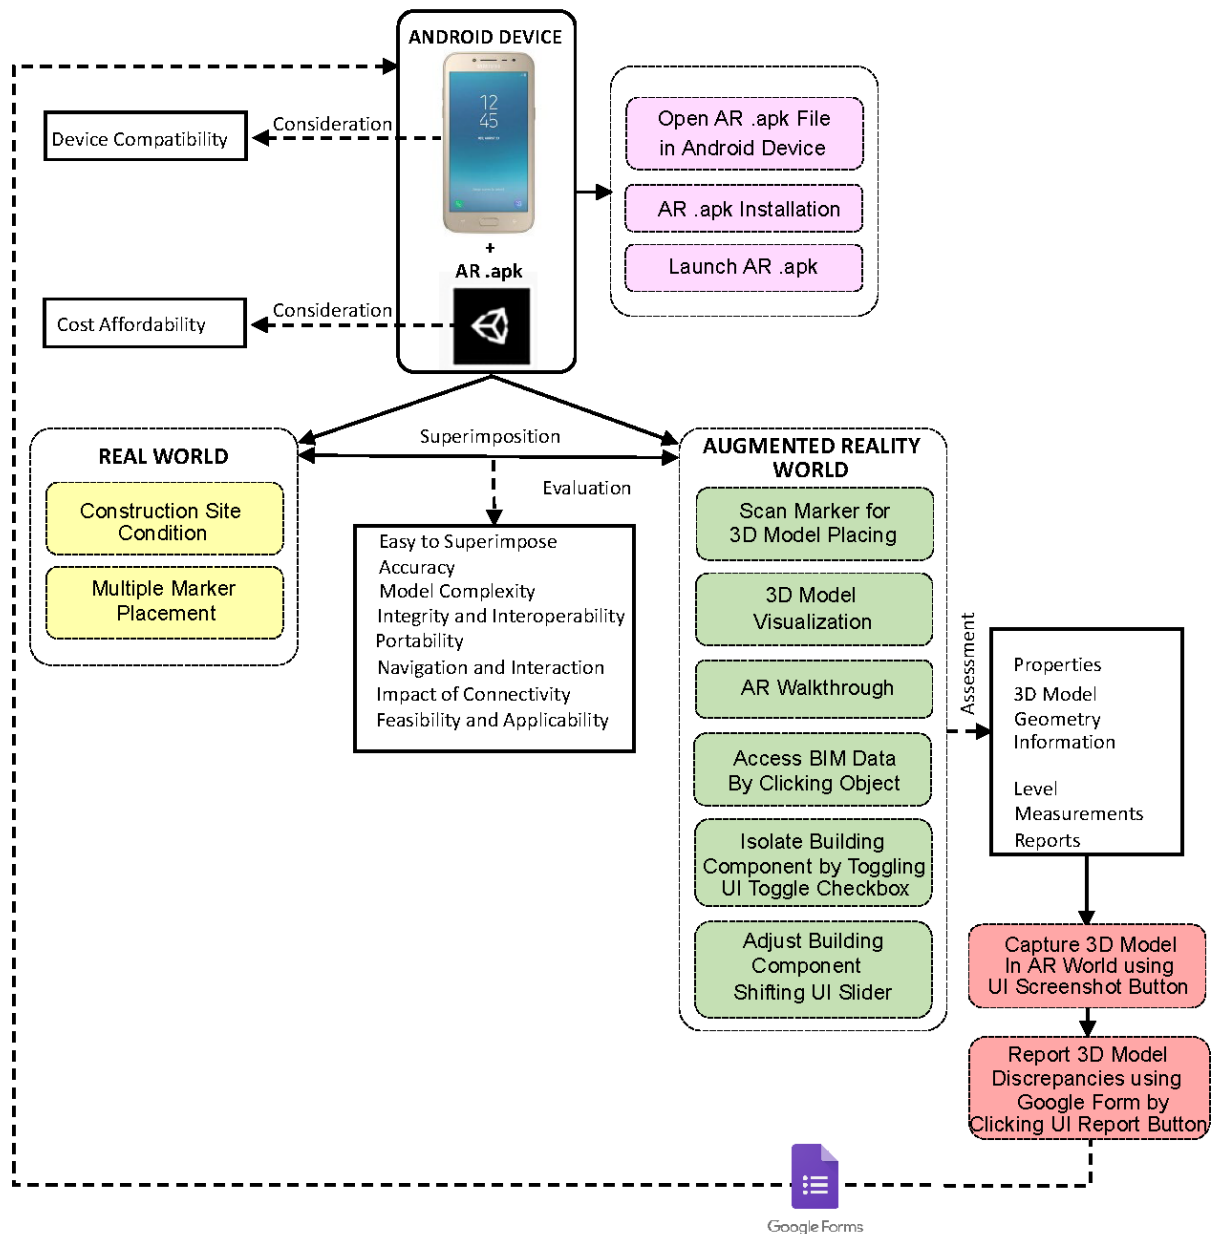 ANDROID DEVICE
SAMSUNG
12
45
+
AR .apk
Device Compatibility
Consideration
Cost Affordability
Consideration
Open AR .apk File
in Android Device
AR .apk Installation
Launch AR .apk
Superimposition
Evaluation
REAL WORLD
Construction Site
Condition
Multiple Marker
Placement
Easy to Superimpose
Accuracy
Model Complexity
Integrity and Interoperability
Portability
Navigation and Interaction
Impact of Connectivity
Feasibility and Applicability
AUGMENTED REALITY
WORLD
Scan Marker for
3D Model Placing
3D Model
Visualization
AR Walkthrough
Access BIM Data
By Clicking Object
Isolate Building
Component by Toggling
UI Toggle Checkbox
Adjust Building
Component
Shifting UI Slider
Assessment
Properties
3D Model
Geometry
Information
Level
Measurements
Reports
Capture 3D Model
In AR World using
UI Screenshot Button
Report 3D Model
Discrepancies using
Google Form by
Clicking UI Report Button
Google Forms